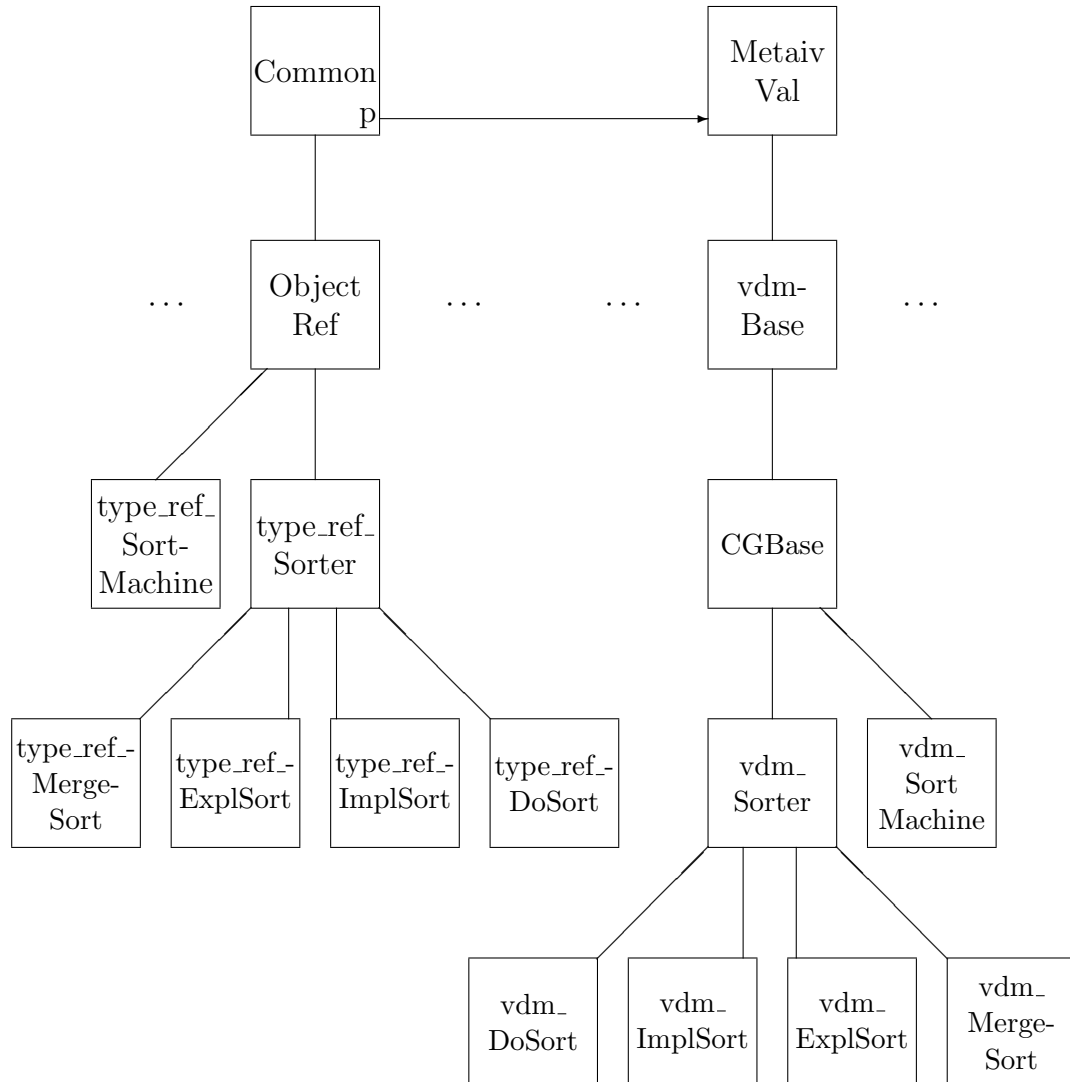 Common
p
Metaiv
Val
. . .
Object
Ref
. . .
. . .
vdm-
Base
. . .
type_ref_
Sort-
Machine
type_ref_
Sorter
CGBase
type_ref_-
Merge-
Sort
type_ref_-
ExplSort
type_ref_-
ImplSort
type_ref_-
DoSort
vdm_
Sorter
vdm_
Sort
Machine
vdm_
DoSort
vdm_
ImplSort
vdm_
ExplSort
vdm_
Merge-
Sort